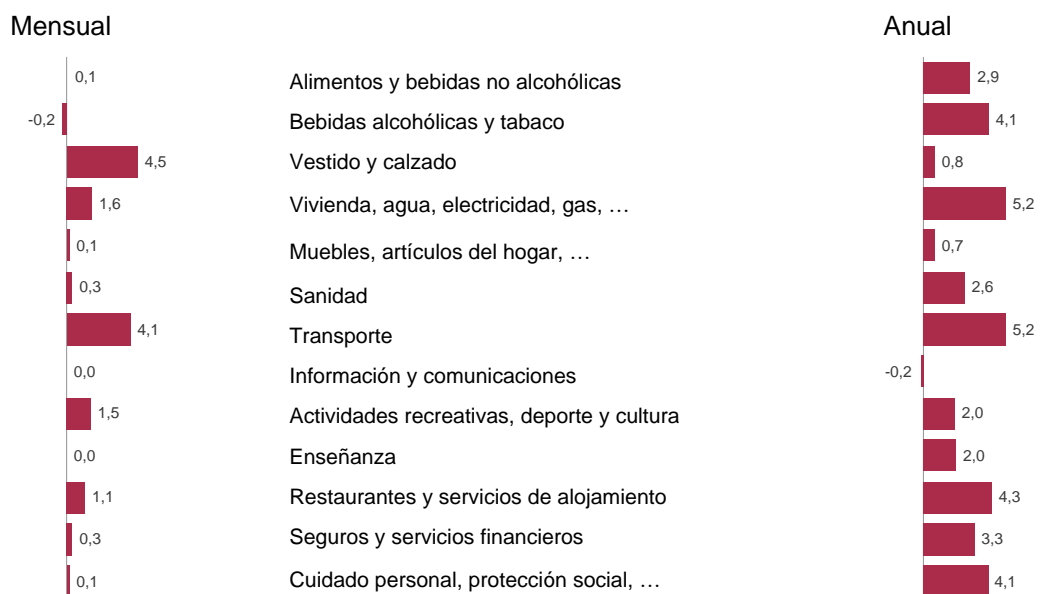 Mensual Anual
0,1 Alimentos y bebidas no alcohólicas 2,9
-0,2 Bebidas alcohólicas y tabaco 4,1
4,5 Vestido y calzado 0,8
1,6 Vivienda, agua, electricidad, gas, … 5,2
0,1 Muebles, artículos del hogar, … 0,7
0,3 Sanidad 2,6
4,1 Transporte 5,2
0,0 Información y comunicaciones -0,2
1,5 Actividades recreativas, deporte y cultura 2,0
0,0 Enseñanza 2,0
1,1 Restaurantes y servicios de alojamiento 4,3
0,3 Seguros y servicios financieros 3,3
0,1 Cuidado personal, protección social, … 4,1